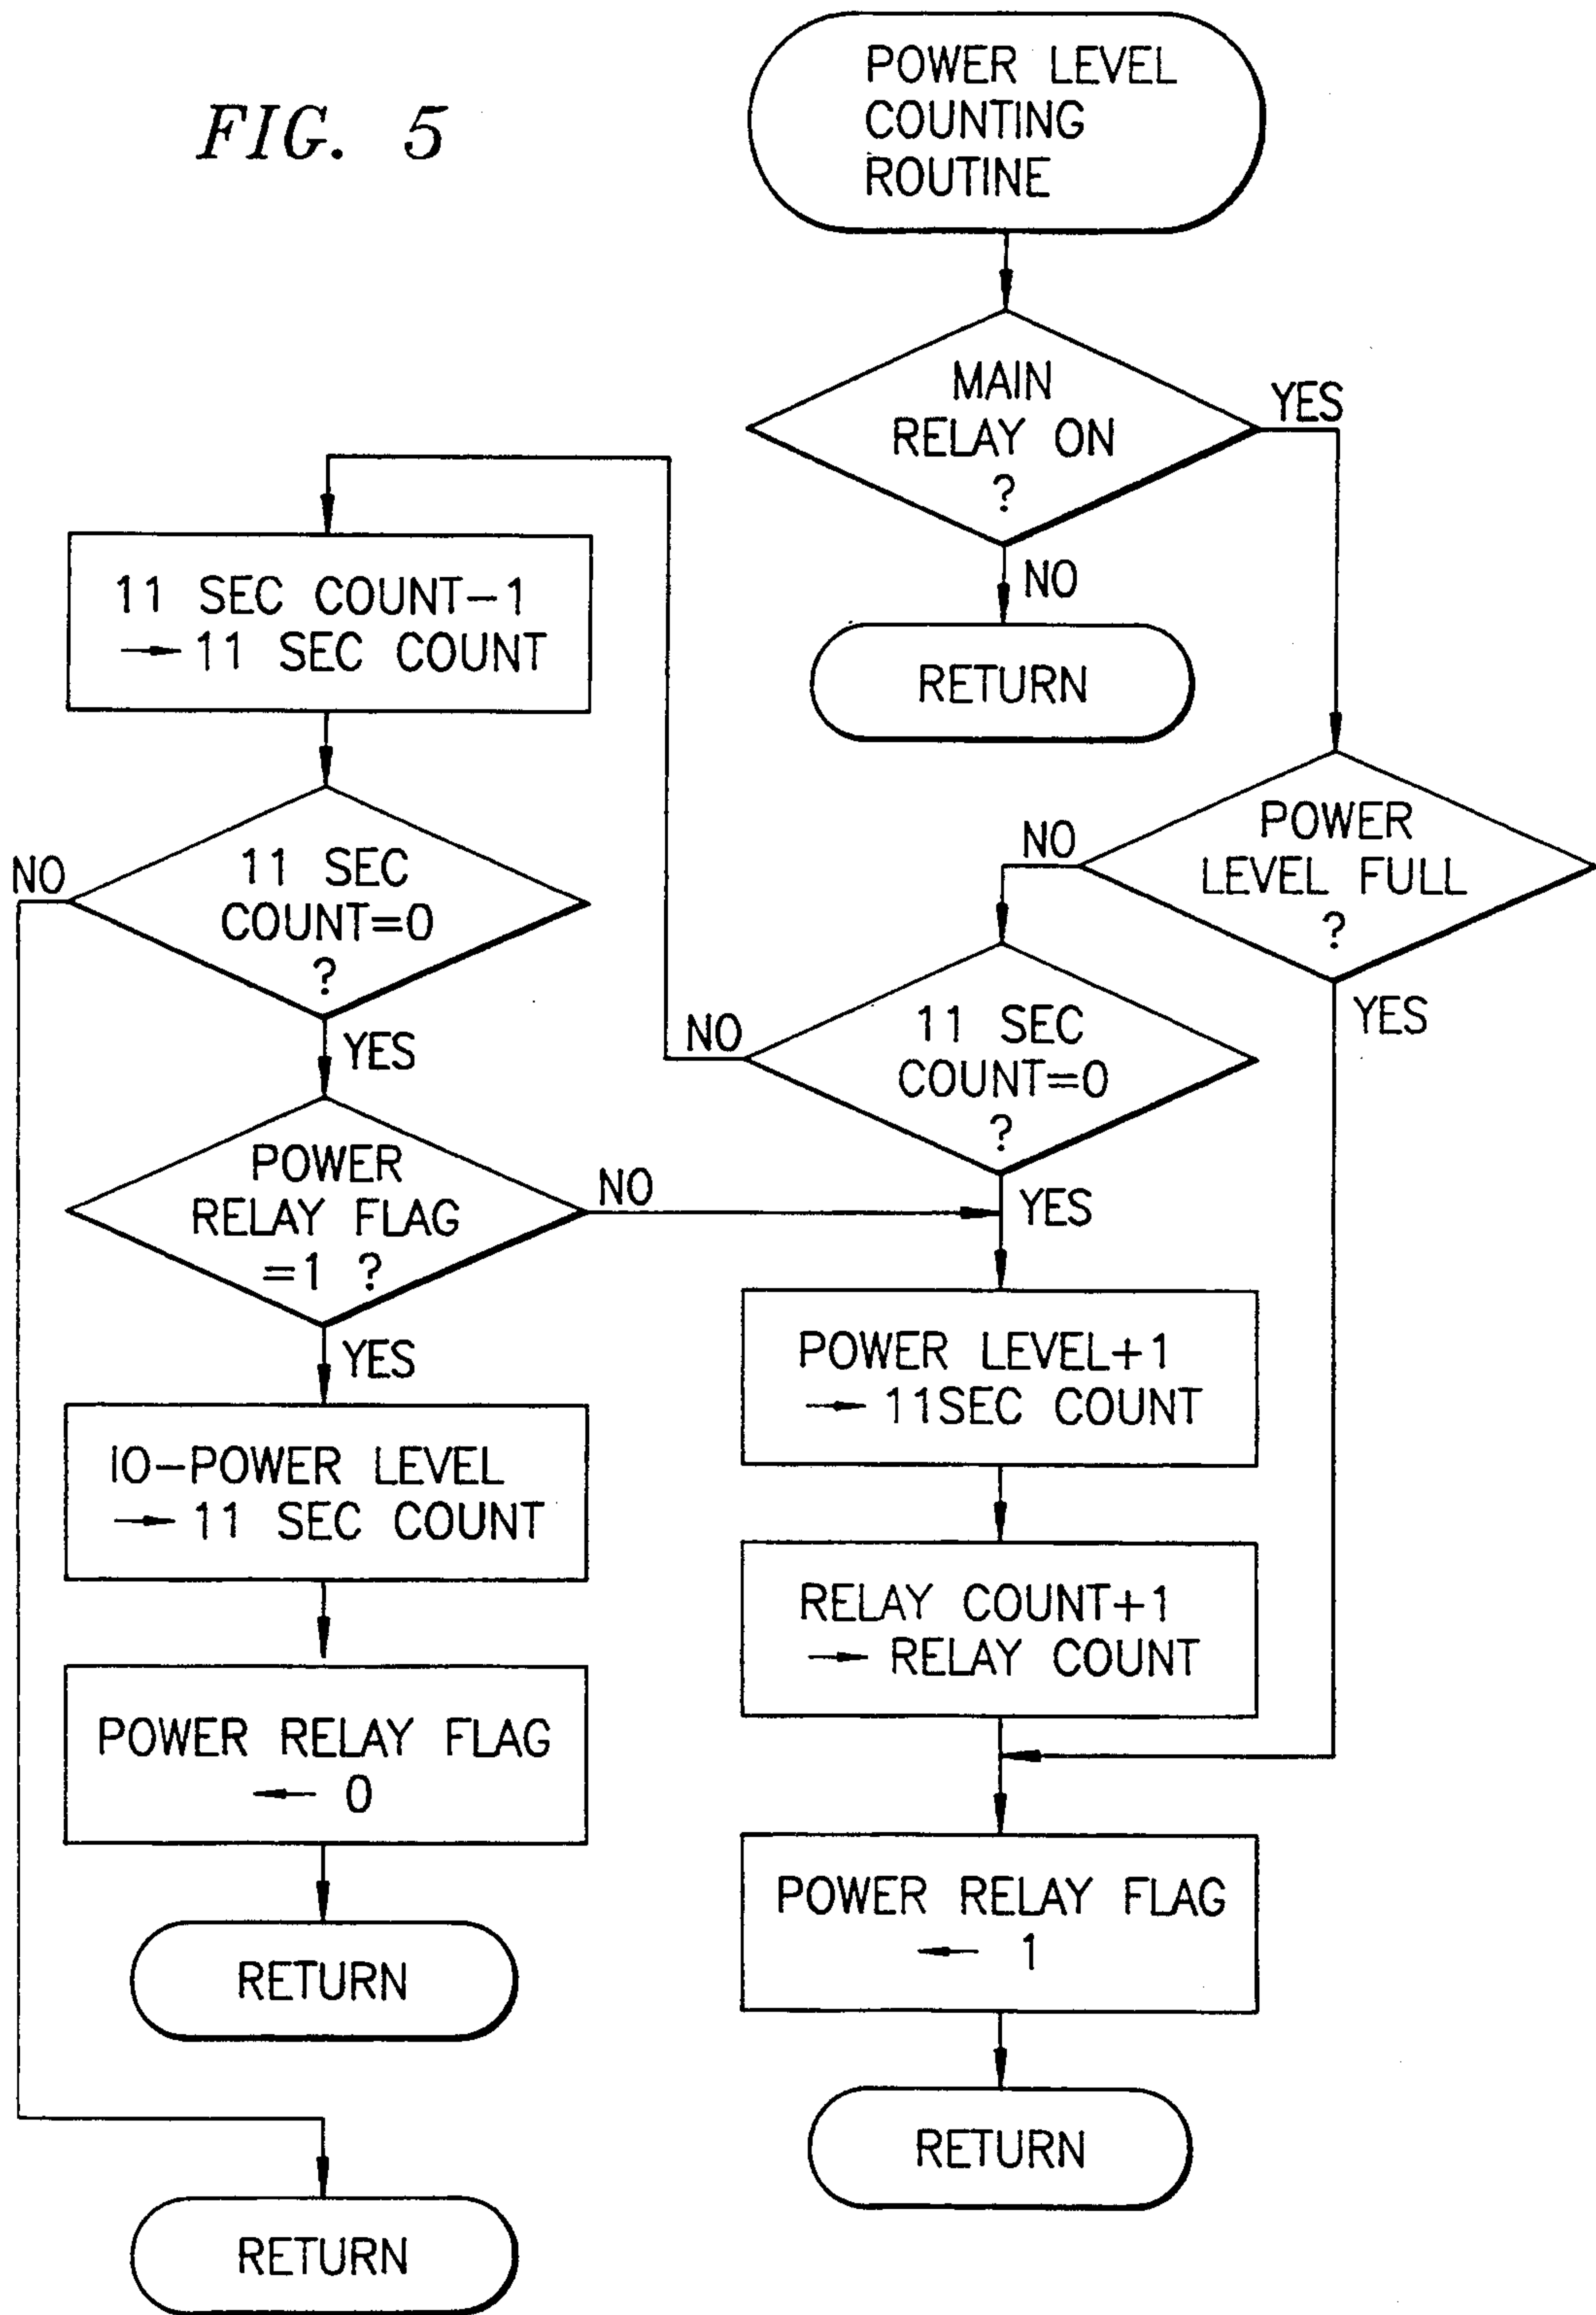 FIG. 5
POWER LEVEL
COUNTING
ROUTINE
MAIN
RELAY ON
?
YES
NO
RETURN
POWER
LEVEL FULL
?
NO
YES
11 SEC
COUNT=0
?
NO
YES
11 SEC COUNT-1
→ 11 SEC COUNT
11 SEC
COUNT=0
?
NO
YES
POWER
RELAY FLAG
=1 ?
NO
YES
10-POWER LEVEL
→ 11 SEC COUNT
POWER RELAY FLAG
← 0
RETURN
RETURN
POWER LEVEL+1
→ 11SEC COUNT
RELAY COUNT+1
→ RELAY COUNT
POWER RELAY FLAG
← 1
RETURN